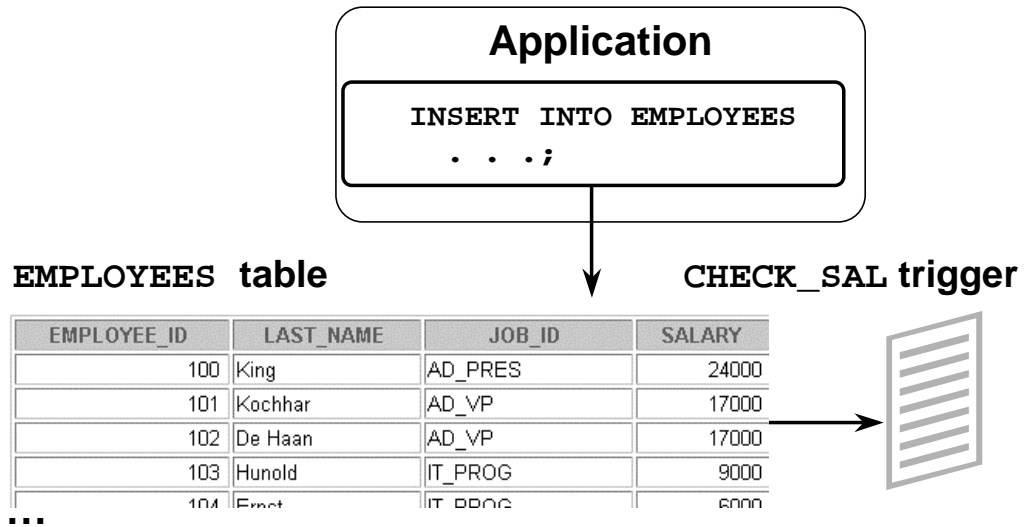 Application
INSERT INTO EMPLOYEES
. . .;
EMPLOYEES table
CHECK_SAL trigger
EMPLOYEE_ID LAST_NAME JOB_ID SALARY
100 King AD_PRES 24000
101 Kochhar AD_VP 17000
102 De Haan AD_VP 17000
103 Hunold IT_PROG 9000
104 Ernst IT_PROG 6000
…